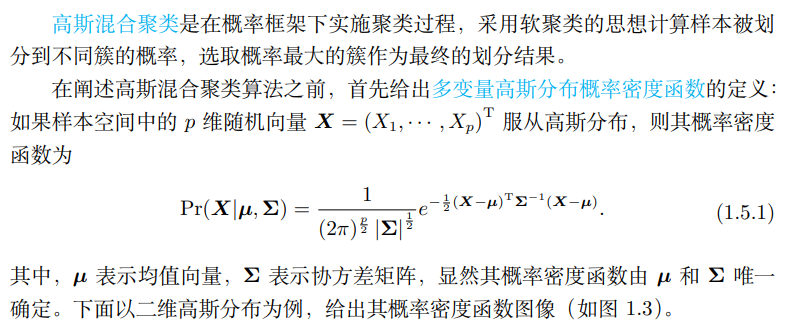 高斯混合聚类是在概率框架下实施聚类过程，采用软聚类的思想计算样本被划
分到不同簇的概率，选取概率最大的簇作为最终的划分结果。
在阐述高斯混合聚类算法之前，首先给出多变量高斯分布概率密度函数的定义：
如果样本空间中的 p 维随机向量 X = (X₁, ⋯ , Xₚ)ᵀ 服从高斯分布，则其概率密度
函数为
Pr(X|μ, Σ) = \frac{1}{(2π)^{\frac{p}{2}} |Σ|^{\frac{1}{2}}} e^{-\frac{1}{2}(X−μ)^T Σ^{−1}(X−μ)}. (1.5.1)
其中，μ 表示均值向量，Σ 表示协方差矩阵，显然其概率密度函数由 μ 和 Σ 唯一
确定。下面以二维高斯分布为例，给出其概率密度函数图像（如图 1.3）。